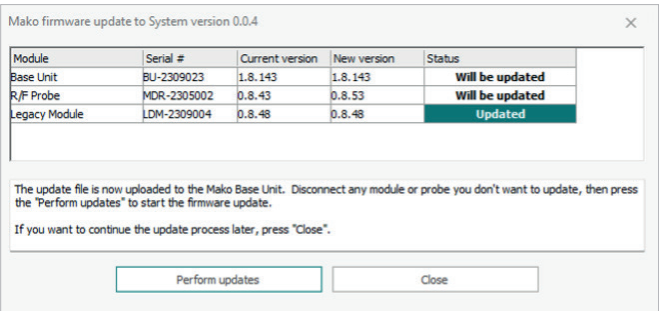 Mako firmware update to System version 0.0.4
Module Serial # Current version New version Status
Base Unit BU-2309023 1.8.143 1.8.143 Will be updated
R/F Probe MDR-2305002 0.8.43 0.8.53 Will be updated
Legacy Module LDM-2309004 0.8.48 0.8.48 Updated
The update file is now uploaded to the Mako Base Unit. Disconnect any module or probe you don't want to update, then press
the "Perform updates" to start the firmware update.
If you want to continue the update process later, press "Close".
Perform updates Close